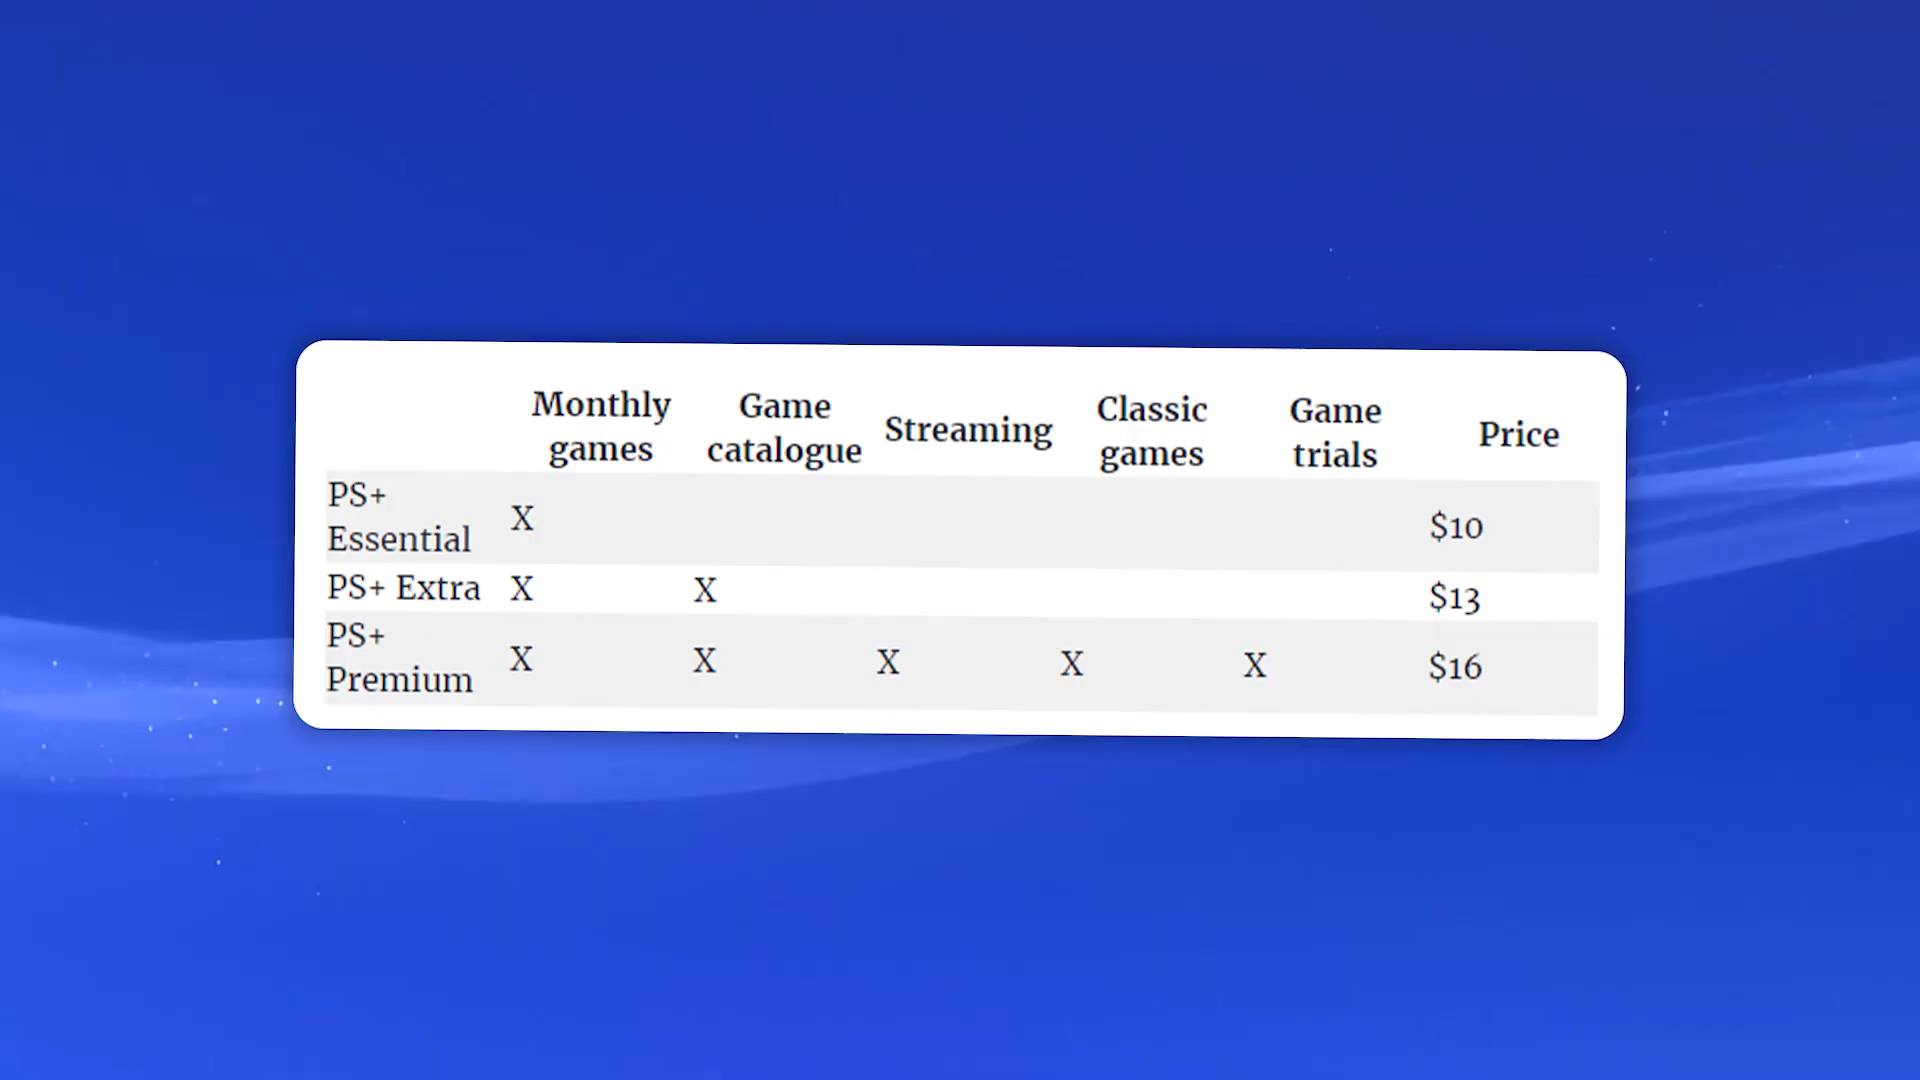 Monthly games Game catalogue Streaming Classic games Game trials Price
PS+ Essential X $10
PS+ Extra X X $13
PS+ Premium X X X X X $16